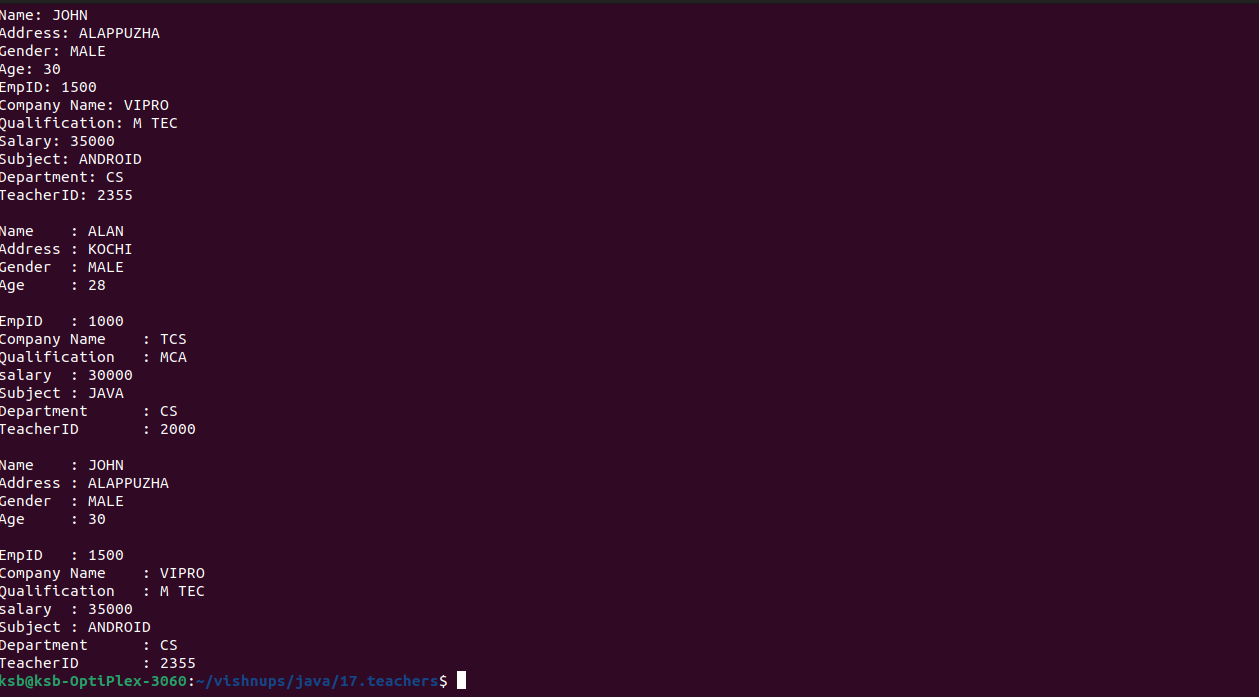 Name: JOHN
Address: ALAPPUZHA
Gender: MALE
Age: 30
EmpID: 1500
Company Name: VIPRO
Qualification: M TEC
Salary: 35000
Subject: ANDROID
Department: CS
TeacherID: 2355
Name    : ALAN
Address : KOCHI
Gender  : MALE
Age     : 28
EmpID   : 1000
Company Name    : TCS
Qualification   : MCA
salary  : 30000
Subject : JAVA
Department      : CS
TeacherID       : 2000
Name    : JOHN
Address : ALAPPUZHA
Gender  : MALE
Age     : 30
EmpID   : 1500
Company Name    : VIPRO
Qualification   : M TEC
salary  : 35000
Subject : ANDROID
Department      : CS
TeacherID       : 2355
ksb@ksb-OptiPlex-3060:~/vishnups/java/17.teachers$